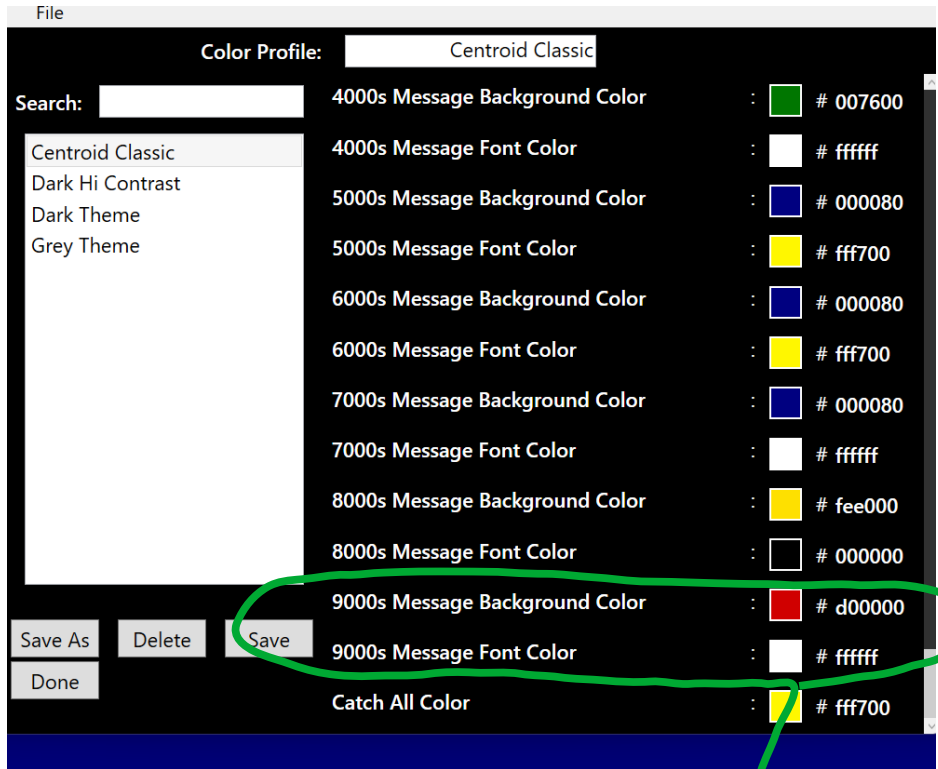 File
Color Profile: Centroid Classic
Search:
Centroid Classic
Dark Hi Contrast
Dark Theme
Grey Theme
Save As Delete Save
Done
4000s Message Background Color : # 007600
4000s Message Font Color : # ffffff
5000s Message Background Color : # 000080
5000s Message Font Color : # fff700
6000s Message Background Color : # 000080
6000s Message Font Color : # fff700
7000s Message Background Color : # 000080
7000s Message Font Color : # ffffff
8000s Message Background Color : # fee000
8000s Message Font Color : # 000000
9000s Message Background Color : # d00000
9000s Message Font Color : # ffffff
Catch All Color : # fff700